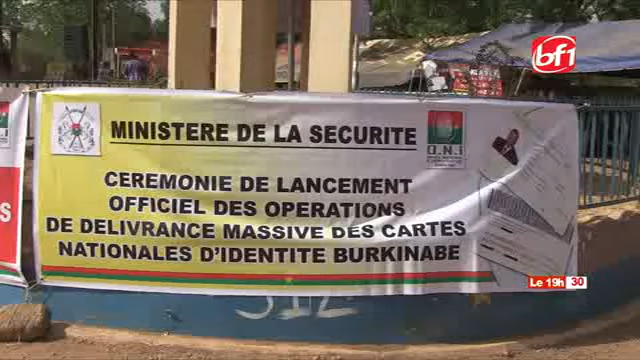 bf1
MINISTERE DE LA SECURITE
O.N.I
CEREMONIE DE LANCEMENT
OFFICIEL DES OPERATIONS
DE DELIVRANCE MASSIVE DES CARTES
NATIONALES D'IDENTITE BURKINABE
S
Le 19h 30